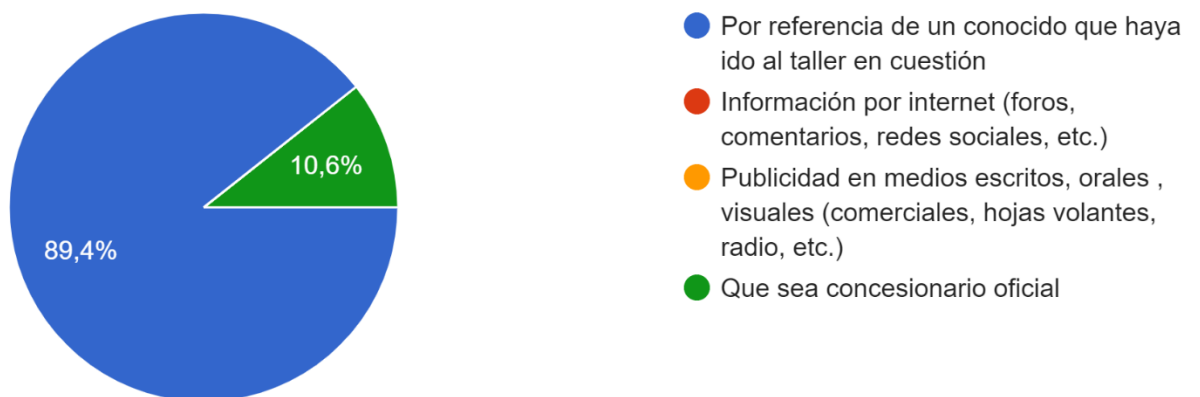 89,4%
10,6%
Por referencia de un conocido que haya
ido al taller en cuestión
Información por internet (foros,
comentarios, redes sociales, etc.)
Publicidad en medios escritos, orales ,
visuales (comerciales, hojas volantes,
radio, etc.)
Que sea concesionario oficial